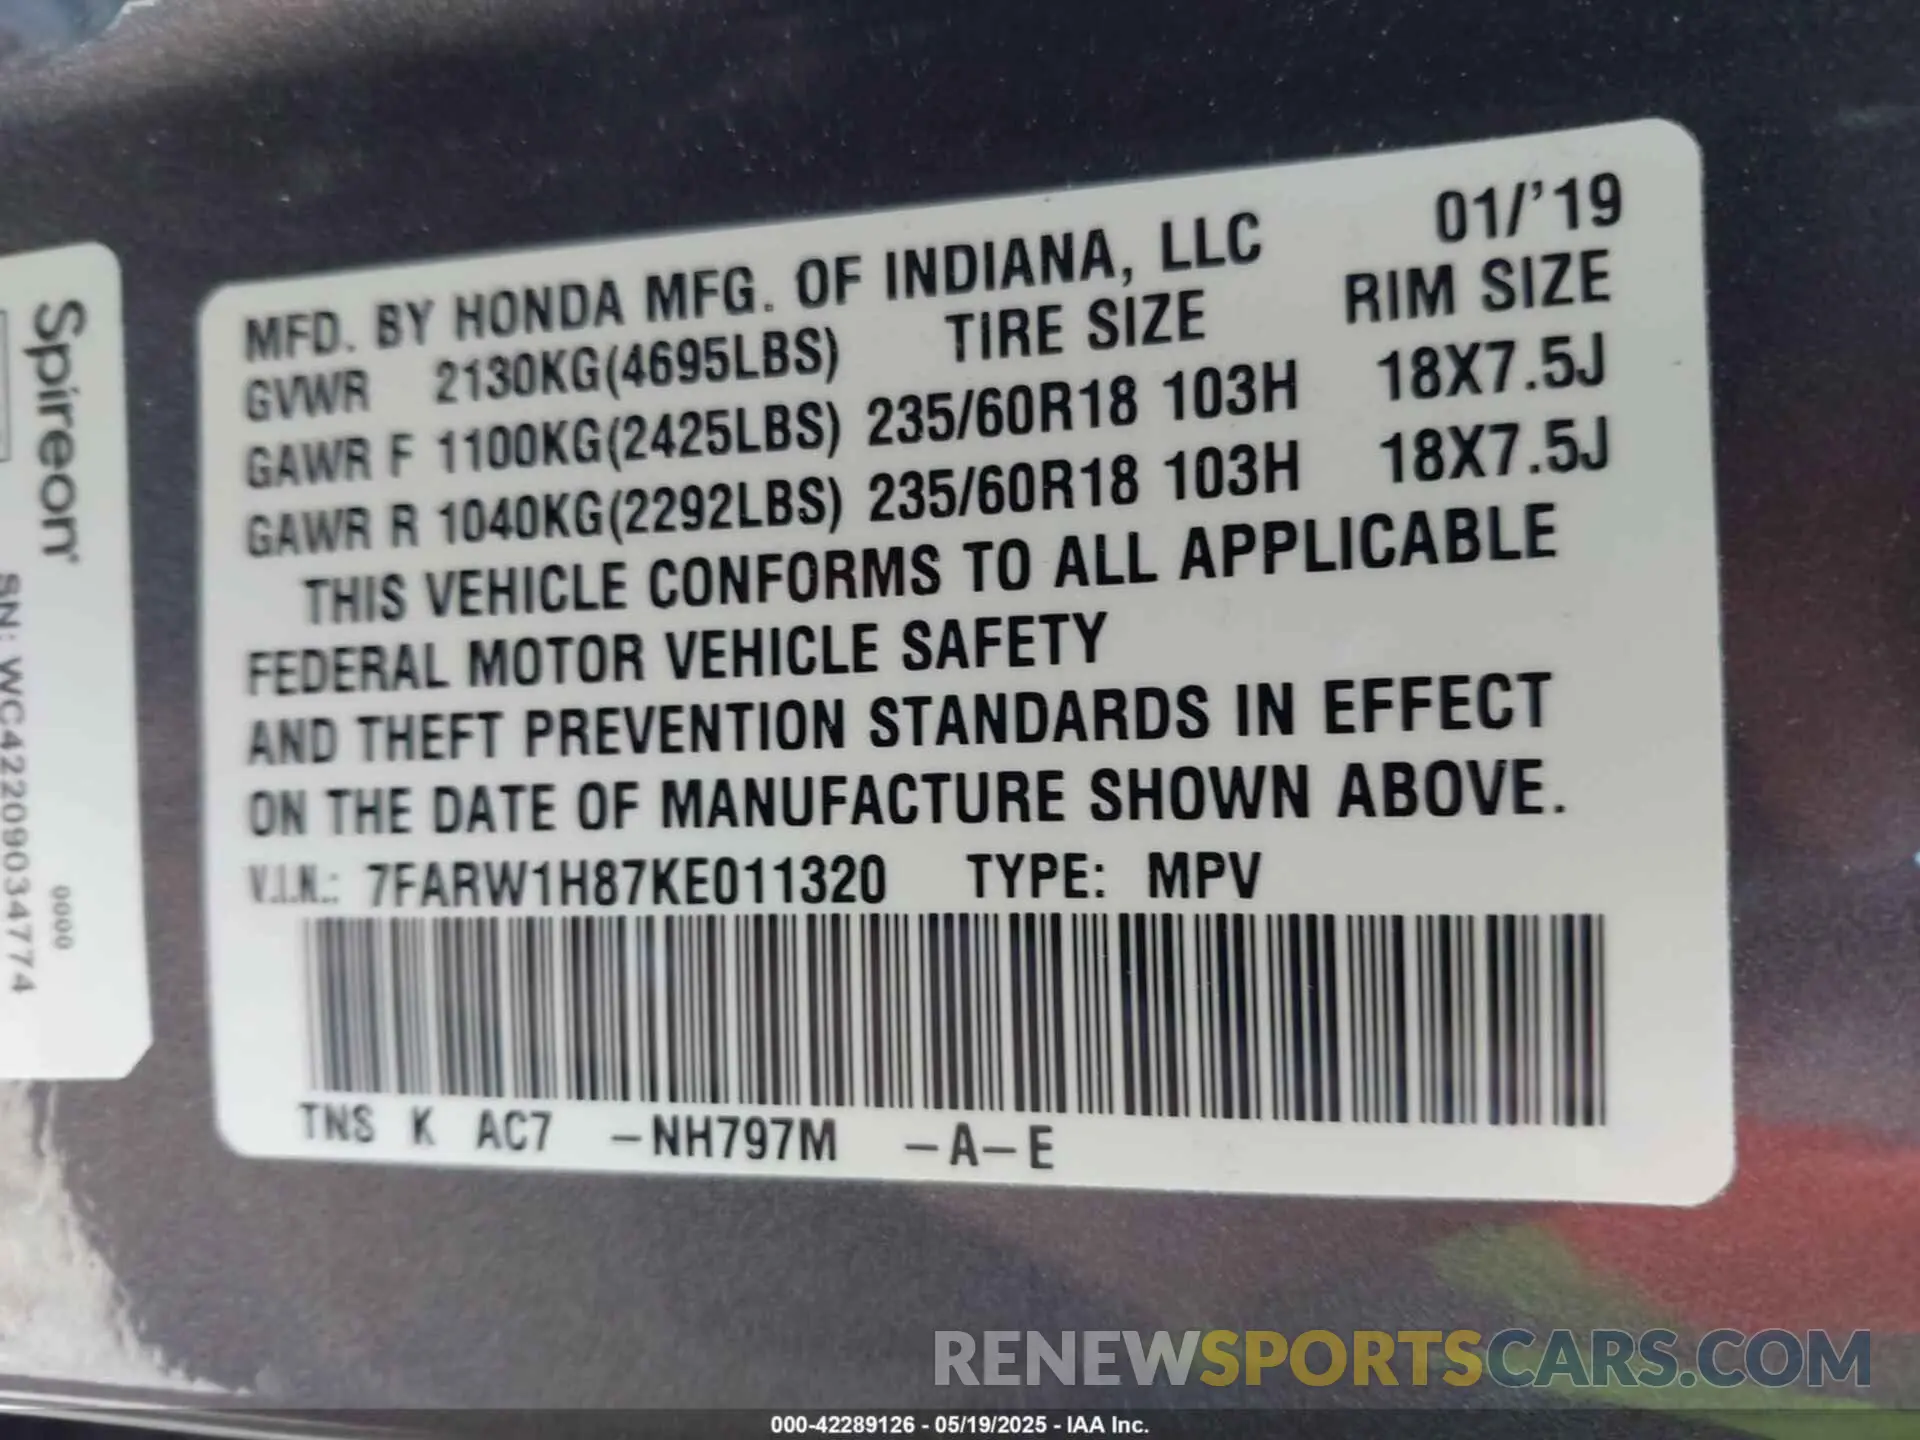 MFD. BY HONDA MFG. OF INDIANA, LLC 01/'19
GVWR 2130KG(4695LBS) TIRE SIZE RIM SIZE
GAWR F 1100KG(2425LBS) 235/60R18 103H 18X7.5J
GAWR R 1040KG(2292LBS) 235/60R18 103H 18X7.5J
THIS VEHICLE CONFORMS TO ALL APPLICABLE
FEDERAL MOTOR VEHICLE SAFETY
AND THEFT PREVENTION STANDARDS IN EFFECT
ON THE DATE OF MANUFACTURE SHOWN ABOVE.
V.I.N.: 7FARW1H87KE011320 TYPE: MPV
TNS K AC7 -NH797M -A-E
Spireon
0000
SN: WC42209034774
RENEWSPORTSCARS.COM
000-42289126 - 05/19/2025 - IAA Inc.